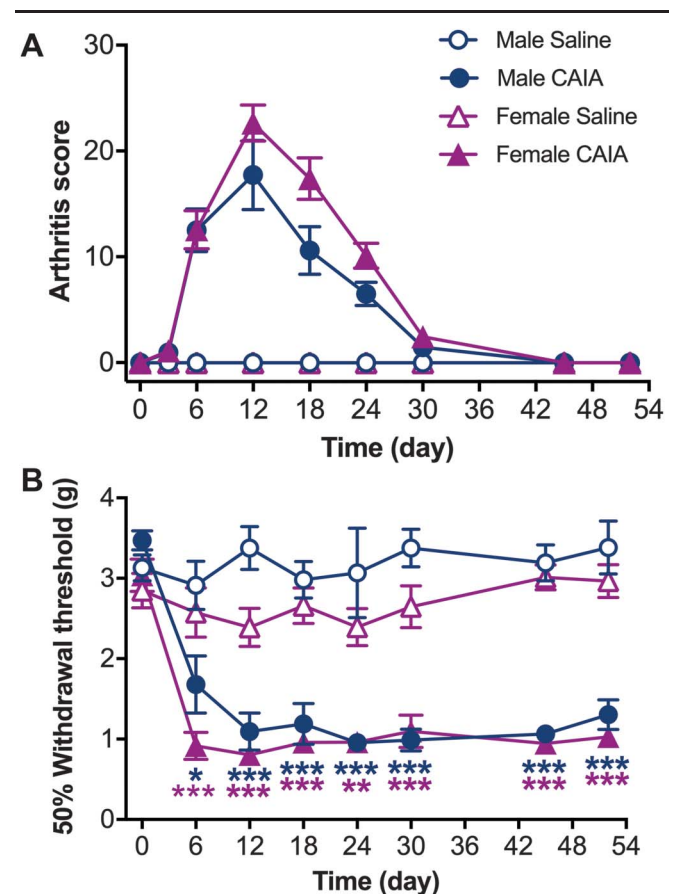 A
30
20
10
0
Arthritis score
Male Saline
Male CAIA
Female Saline
Female CAIA
0 6 12 18 24 30 36 42 48 54
Time (day)
B
4
3
2
1
0
50% Withdrawal threshold (g)
* *** *** *** *** *** ***
*** *** *** ** *** *** ***
0 6 12 18 24 30 36 42 48 54
Time (day)